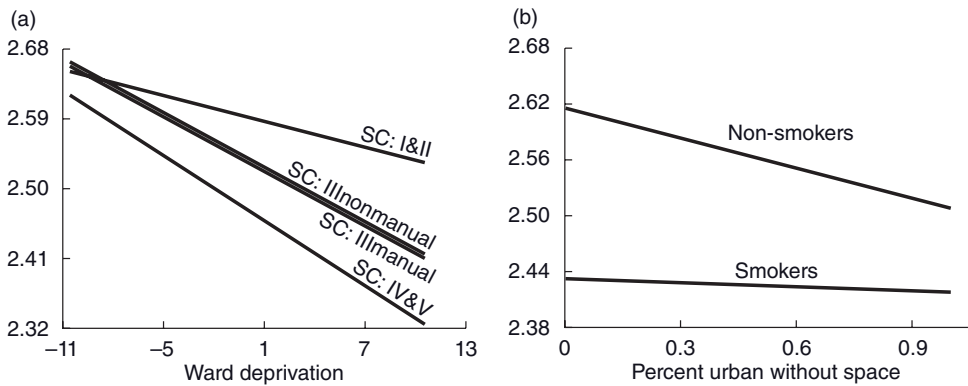 (a)
2.68
2.59
2.50
2.41
2.32
–11
–5
1
7
13
Ward deprivation
SC: I&II
SC: IIInonmanual
SC: IIImanual
SC: IV&V
(b)
2.68
2.62
2.56
2.50
2.44
2.38
0
0.3
0.6
0.9
Percent urban without space
Non-smokers
Smokers